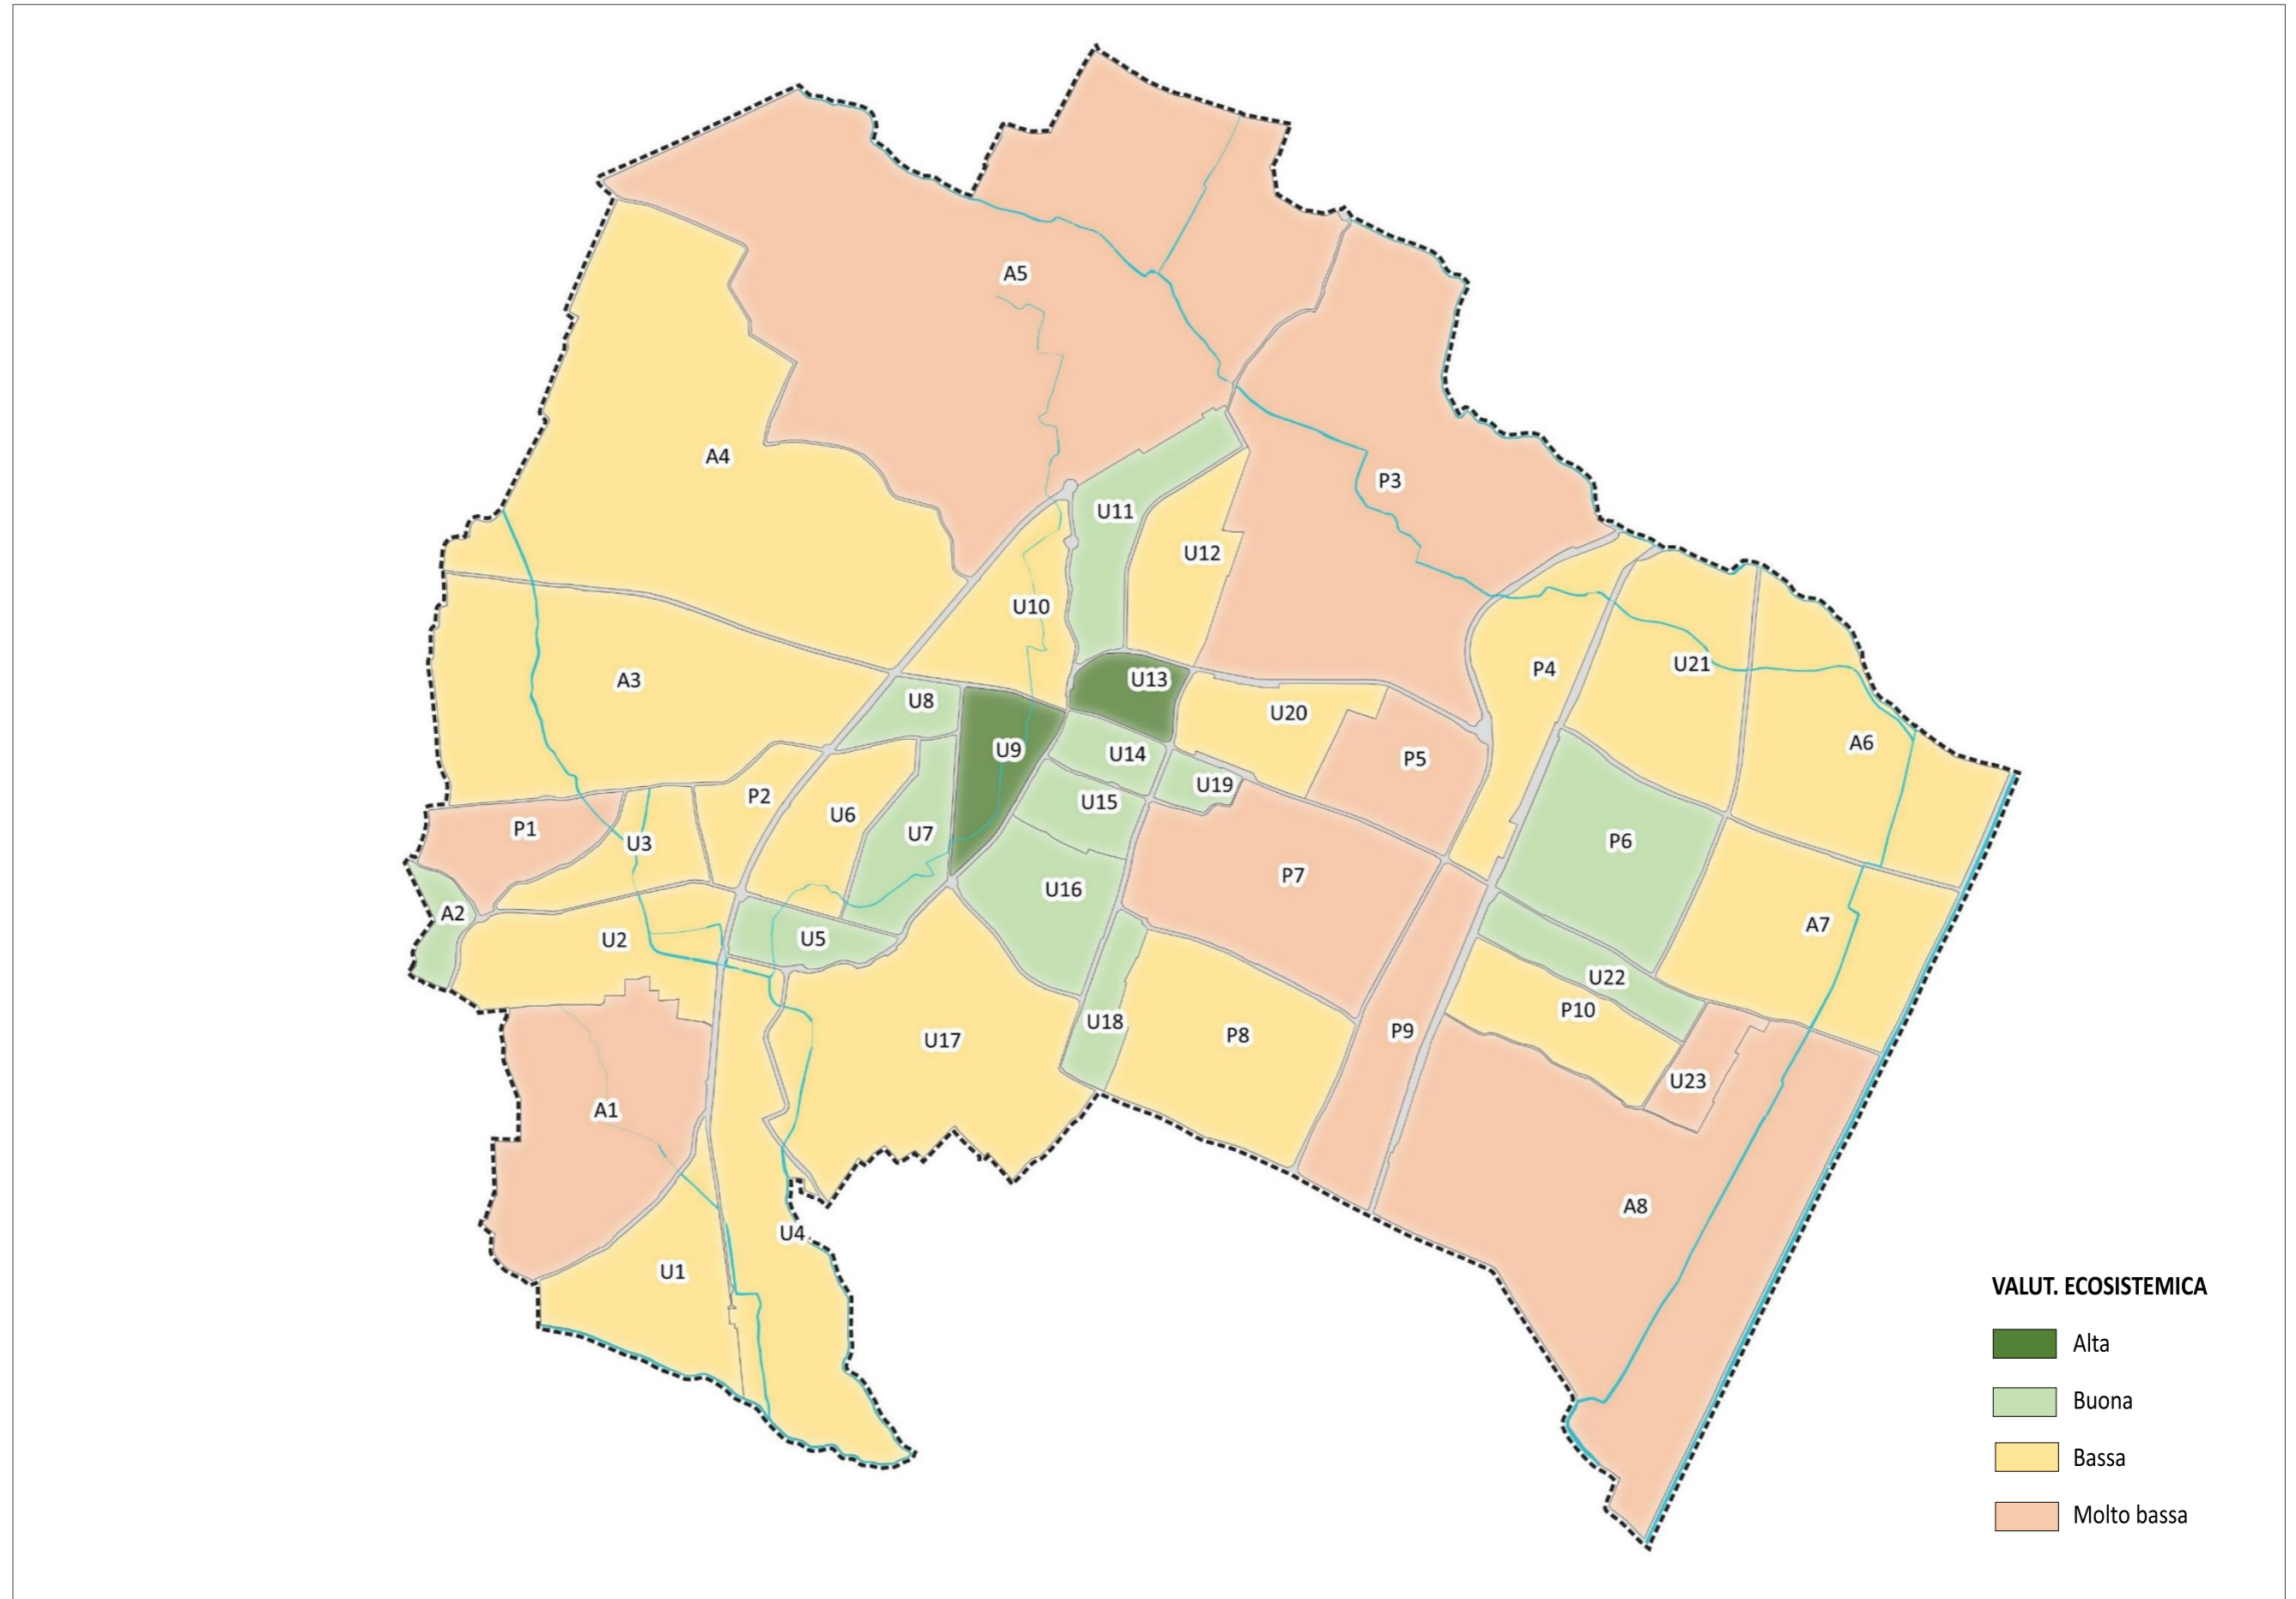 A5
A4
P3
U11
U12
U10
P4
U21
A3
U13
U8
U20
A6
U9
U14
P5
U19
P2
U15
U6
P1
U7
P6
U3
P7
U16
A2
A7
U5
U2
U22
P10
U18
P9
P8
U17
U23
A1
A8
U4
U1
VALUT. ECOSISTEMICA
Alta
Buona
Bassa
Molto bassa